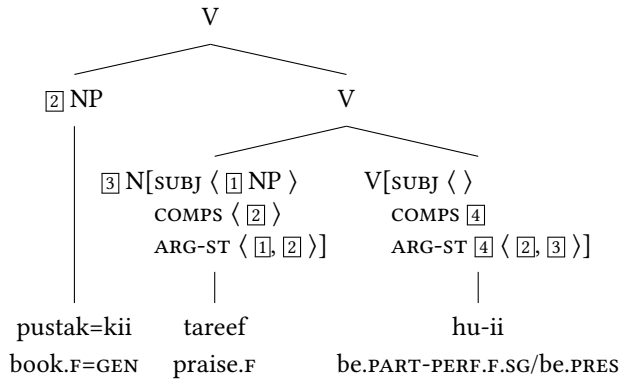 V
2 NP V
3 N[SUBJ ⟨ 1 NP ⟩ V[SUBJ ⟨ ⟩
COMPS ⟨ 2 ⟩ COMPS 4
ARG-ST ⟨ 1, 2 ⟩] ARG-ST 4 ⟨ 2, 3 ⟩]
pustak=kii tareef hu-ii
book.F=GEN praise.F be.PART-PERF.F.SG/be.PRES